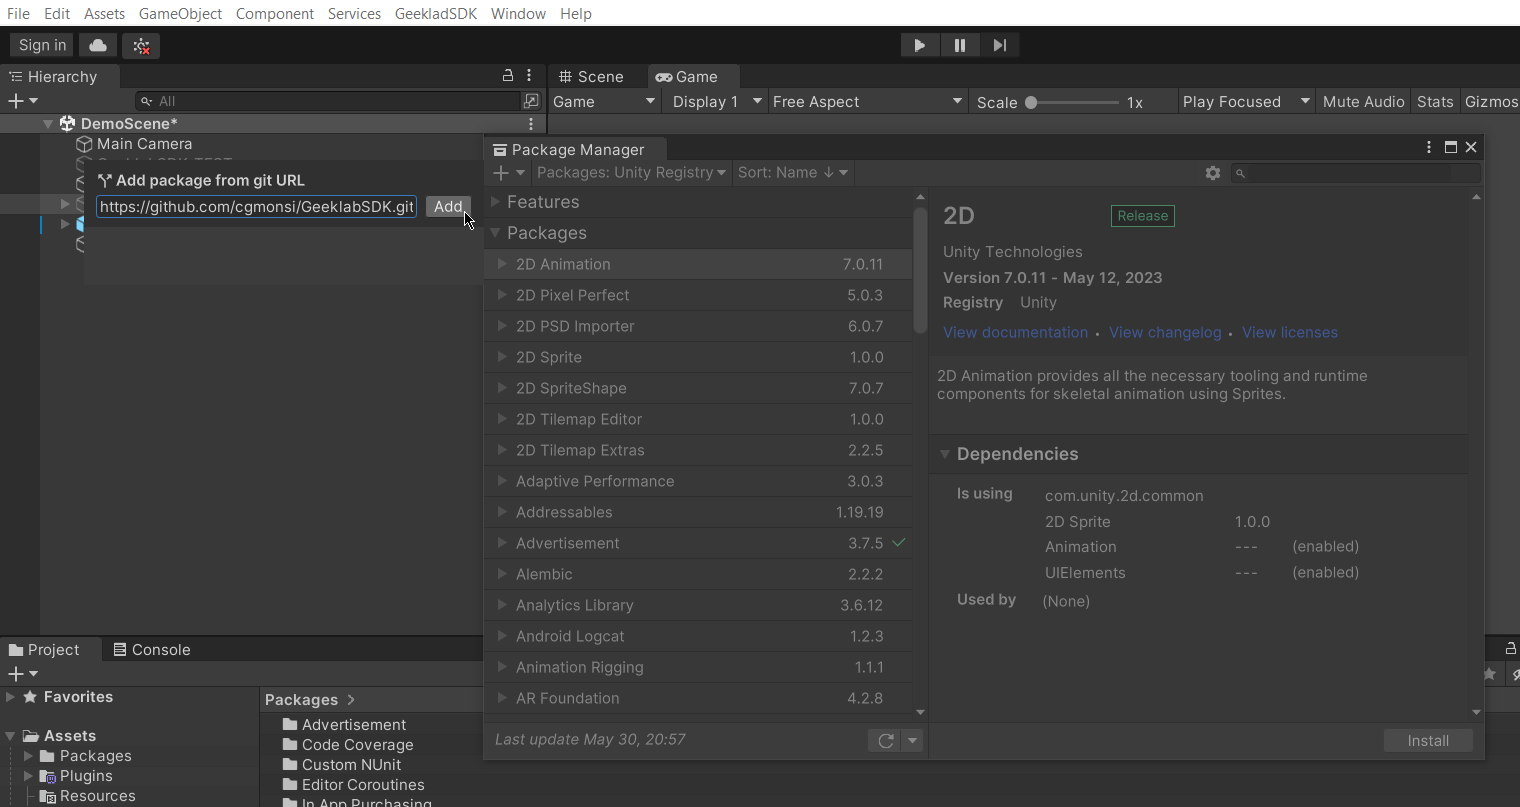 File Edit Assets GameObject Component Services GeekladSDK Window Help
Sign in
Hierarchy
Scene Game
All
Game Display 1 Free Aspect Scale 1x Play Focused Mute Audio Stats Gizmos
DemoScene*
Main Camera
Add package from git URL
https://github.com/cgmonsi/GeeklabSDK.git Add
Package Manager
Packages: Unity Registry Sort: Name ↓
Features
Packages
2D Animation 7.0.11
2D Pixel Perfect 5.0.3
2D PSD Importer 6.0.7
2D Sprite 1.0.0
2D SpriteShape 7.0.7
2D Tilemap Editor 1.0.0
2D Tilemap Extras 2.2.5
Adaptive Performance 3.0.3
Addressables 1.19.19
Advertisement 3.7.5
Alembic 2.2.2
Analytics Library 3.6.12
Android Logcat 1.2.3
Animation Rigging 1.1.1
AR Foundation 4.2.8
Last update May 30, 20:57
2D Release
Unity Technologies
Version 7.0.11 - May 12, 2023
Registry Unity
View documentation • View changelog • View licenses
2D Animation provides all the necessary tooling and runtime
components for skeletal animation using Sprites.
Dependencies
Is using com.unity.2d.common
2D Sprite 1.0.0
Animation --- (enabled)
UIElements --- (enabled)
Used by (None)
Install
Project Console
Favorites
Assets
Packages
Plugins
Resources
Packages >
Advertisement
Code Coverage
Custom NUnit
Editor Coroutines
In App Purchasing